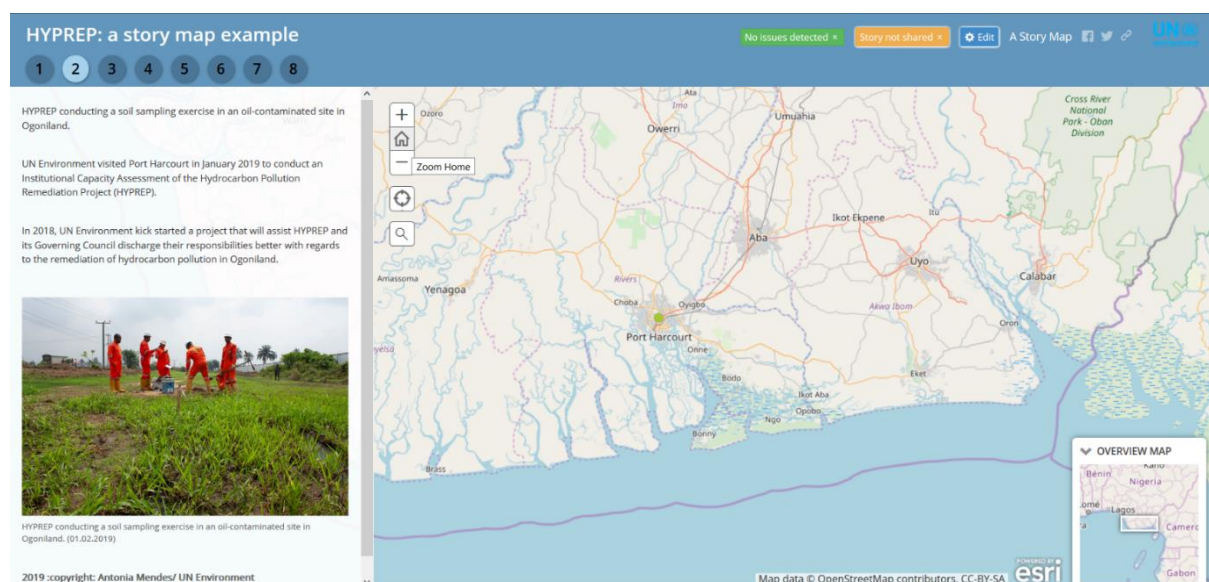 HYPREP: a story map example
No issues detected ×
Story not shared ×
Edit
A Story Map
UN
1 2 3 4 5 6 7 8
HYPREP conducting a soil sampling exercise in an oil-contaminated site in
Ogoniland.
UN Environment visited Port Harcourt in January 2019 to conduct an
Institutional Capacity Assessment of the Hydrocarbon Pollution
Remediation Project (HYPREP).
In 2018, UN Environment kick started a project that will assist HYPREP and
its Governing Council discharge their responsibilities better with regards
to the remediation of hydrocarbon pollution in Ogoniland.
HYPREP conducting a soil sampling exercise in an oil-contaminated site in
Ogoniland. (01.02.2019)
2019 :copyright: Antonia Mendes/ UN Environment
+
Zoom Home
Ozoro
Ata
Imo
Owerri
Umuahia
Cross River
National
Park - Oban
Division
Ikot Ekpene
Itu
Aba
Uyo
Calabar
Amassoma
Yenagoa
Rivers
Choba
Oyigbo
Akwa Ibom
Oron
Port Harcourt
Onne
Bodo
Eket
Ikot Aba
Ngo
Opobo
Bonny
Brass
OVERVIEW MAP
Kano
Benin
Nigeria
Lagos
Gabon
Map data © OpenStreetMap contributors, CC-BY-SA
POWERED BY
esri